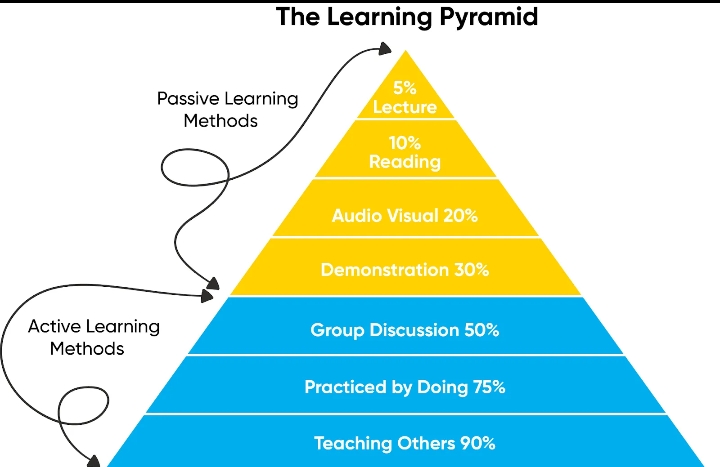 The Learning Pyramid
Passive Learning
Methods
5%
Lecture
10%
Reading
Audio Visual 20%
Demonstration 30%
Active Learning
Methods
Group Discussion 50%
Practiced by Doing 75%
Teaching Others 90%